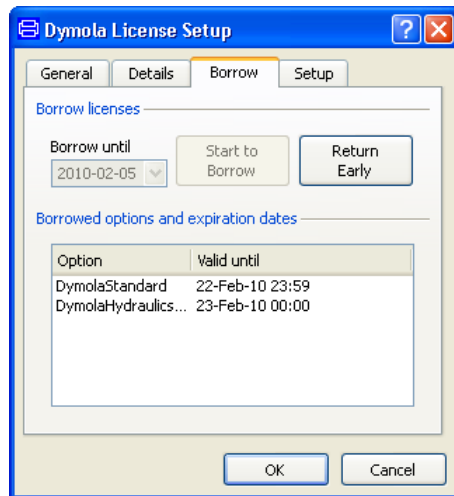 Dymola License Setup
General Details Borrow Setup
Borrow licenses
Borrow until
2010-02-05
Start to
Borrow
Return
Early
Borrowed options and expiration dates
Option Valid until
DymolaStandard 22-Feb-10 23:59
DymolaHydraulics... 23-Feb-10 00:00
OK Cancel